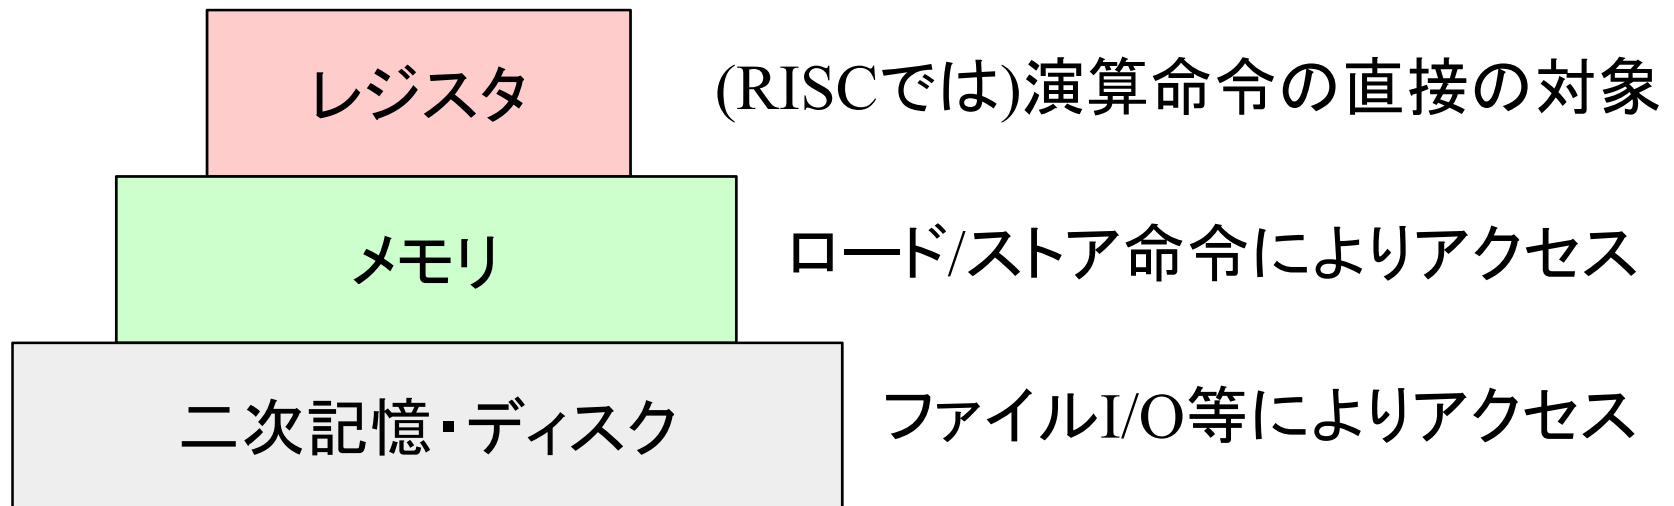 レジスタ (RISCでは)演算命令の直接の対象
メモリ ロード/ストア命令によりアクセス
二次記憶・ディスク ファイルI/O等によりアクセス